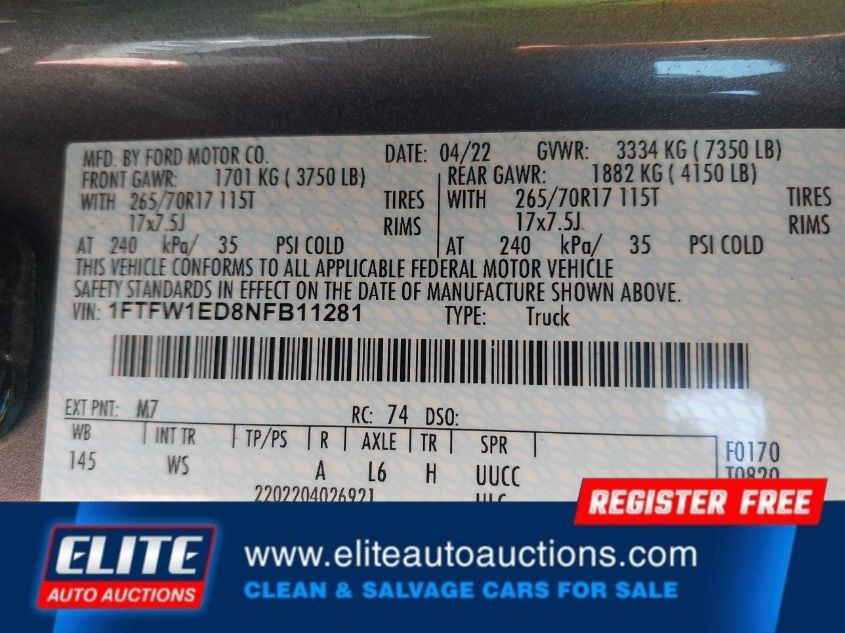 MFD. BY FORD MOTOR CO. DATE: 04/22 GVWR: 3334 KG ( 7350 LB)
FRONT GAWR: 1701 KG ( 3750 LB) REAR GAWR: 1882 KG ( 4150 LB)
WITH 265/70R17 115T TIRES WITH 265/70R17 115T TIRES
17x7.5J RIMS 17x7.5J RIMS
AT 240 kPa/ 35 PSI COLD AT 240 kPa/ 35 PSI COLD
THIS VEHICLE CONFORMS TO ALL APPLICABLE FEDERAL MOTOR VEHICLE
SAFETY STANDARDS IN EFFECT ON THE DATE OF MANUFACTURE SHOWN ABOVE.
VIN: 1FTFW1ED8NFB11281 TYPE: Truck
EXT PNT: M7 RC: 74 DSO:
WB INT TR TP/PS R AXLE TR SPR F0170
145 WS A L6 H UUCC T0820
2202204026921
REGISTER FREE
ELITE
AUTO AUCTIONS
www.eliteautoauctions.com
CLEAN & SALVAGE CARS FOR SALE